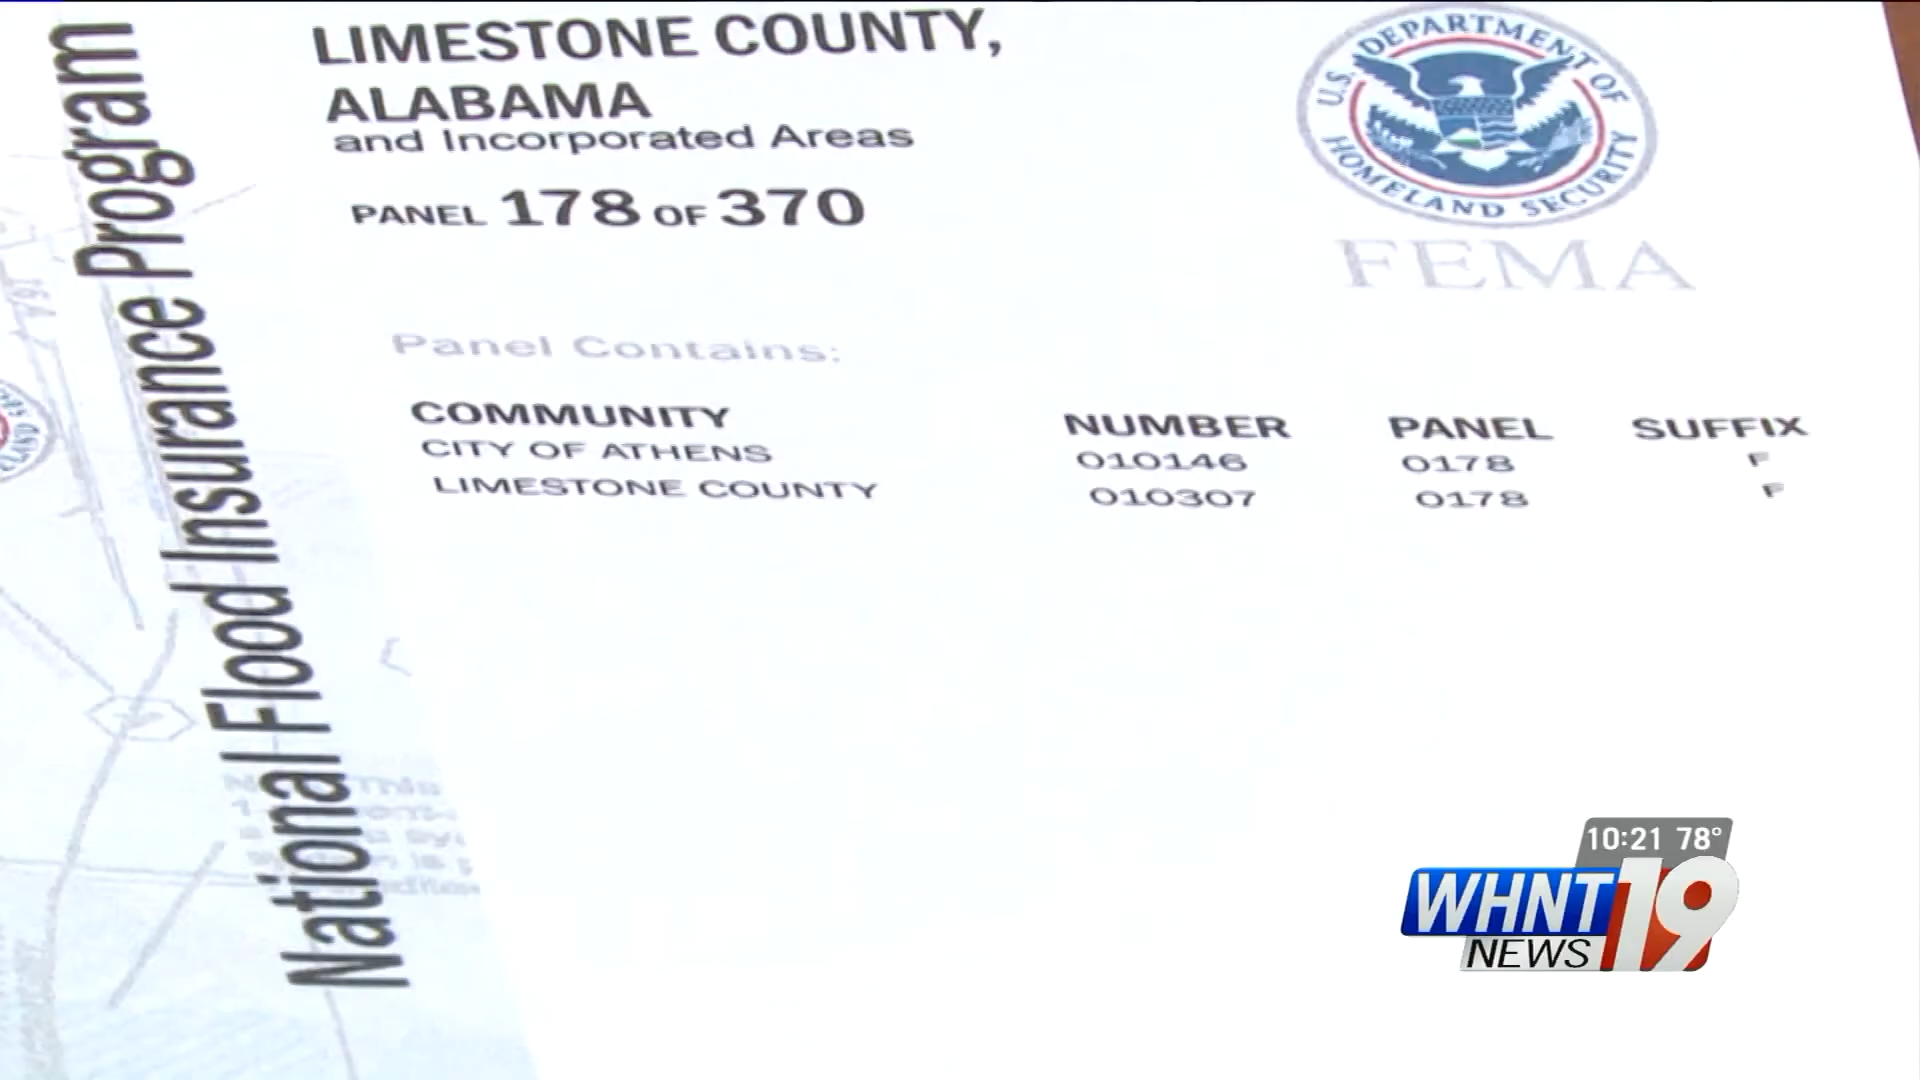 LIMESTONE COUNTY,
ALABAMA
and Incorporated Areas
PANEL 178 OF 370
U.S. DEPARTMENT OF
HOMELAND SECURITY
FEMA
National Flood Insurance Program
Panel Contains:
COMMUNITY NUMBER PANEL SUFFIX
CITY OF ATHENS 010146 0178 F
LIMESTONE COUNTY 010307 0178 F
This
10:21 78°
WHNT 19
NEWS